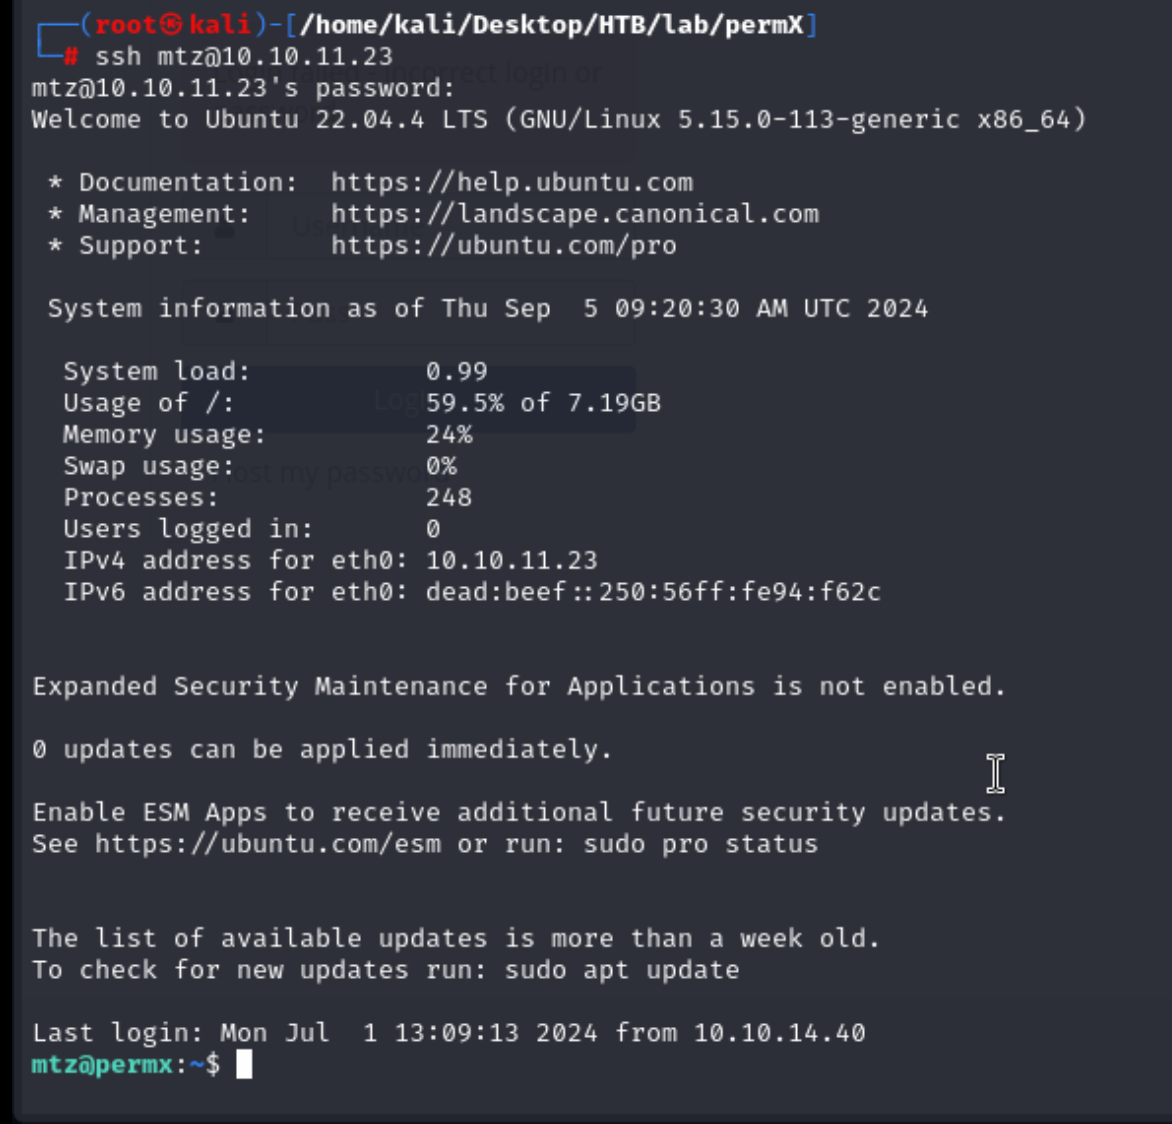 ┌──(root㉿kali)-[/home/kali/Desktop/HTB/lab/permX]
└─# ssh mtz@10.10.11.23
mtz@10.10.11.23's password:
Welcome to Ubuntu 22.04.4 LTS (GNU/Linux 5.15.0-113-generic x86_64)
 * Documentation:  https://help.ubuntu.com
 * Management:     https://landscape.canonical.com
 * Support:        https://ubuntu.com/pro
 System information as of Thu Sep  5 09:20:30 AM UTC 2024
  System load:           0.99
  Usage of /:            59.5% of 7.19GB
  Memory usage:          24%
  Swap usage:            0%
  Processes:             248
  Users logged in:       0
  IPv4 address for eth0: 10.10.11.23
  IPv6 address for eth0: dead:beef::250:56ff:fe94:f62c
Expanded Security Maintenance for Applications is not enabled.
0 updates can be applied immediately.
Enable ESM Apps to receive additional future security updates.
See https://ubuntu.com/esm or run: sudo pro status
The list of available updates is more than a week old.
To check for new updates run: sudo apt update
Last login: Mon Jul  1 13:09:13 2024 from 10.10.14.40
mtz@permx:~$